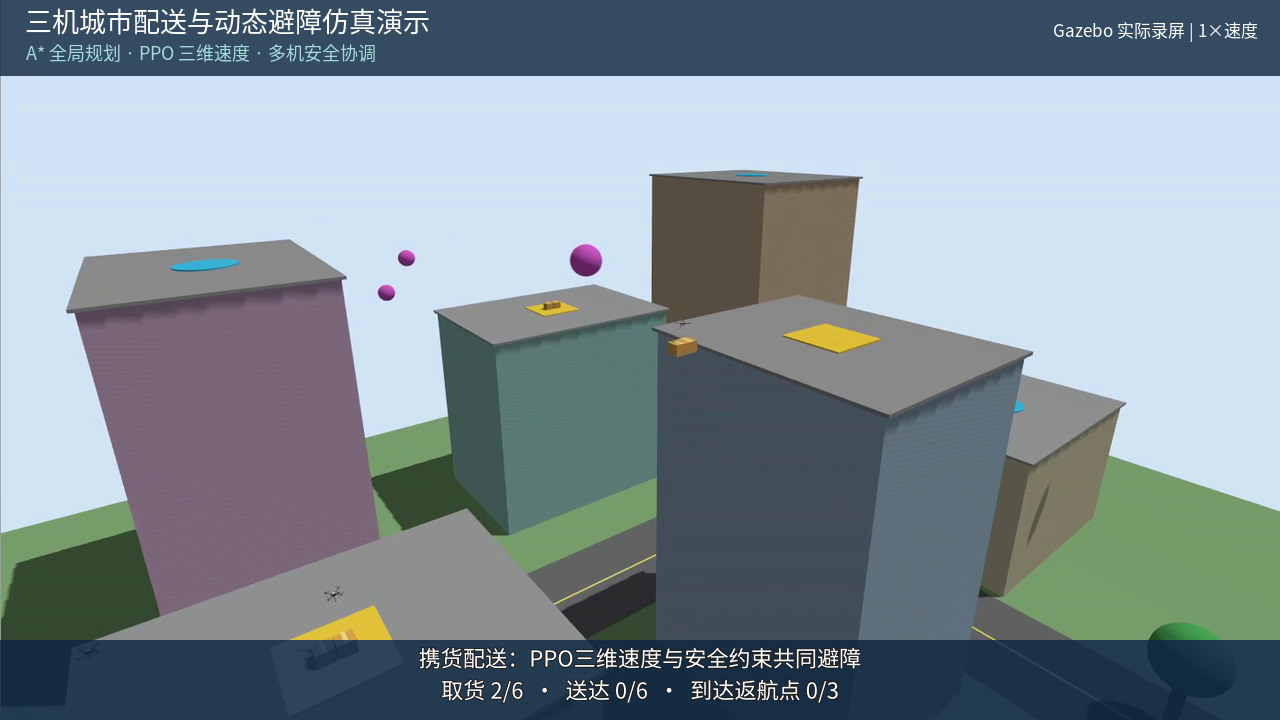 三机城市配送与动态避障仿真演示
A* 全局规划 · PPO 三维速度 · 多机安全协调
Gazebo 实际录屏 | 1×速度
携货配送：PPO三维速度与安全约束共同避障
取货 2/6 • 送达 0/6 • 到达返航点 0/3